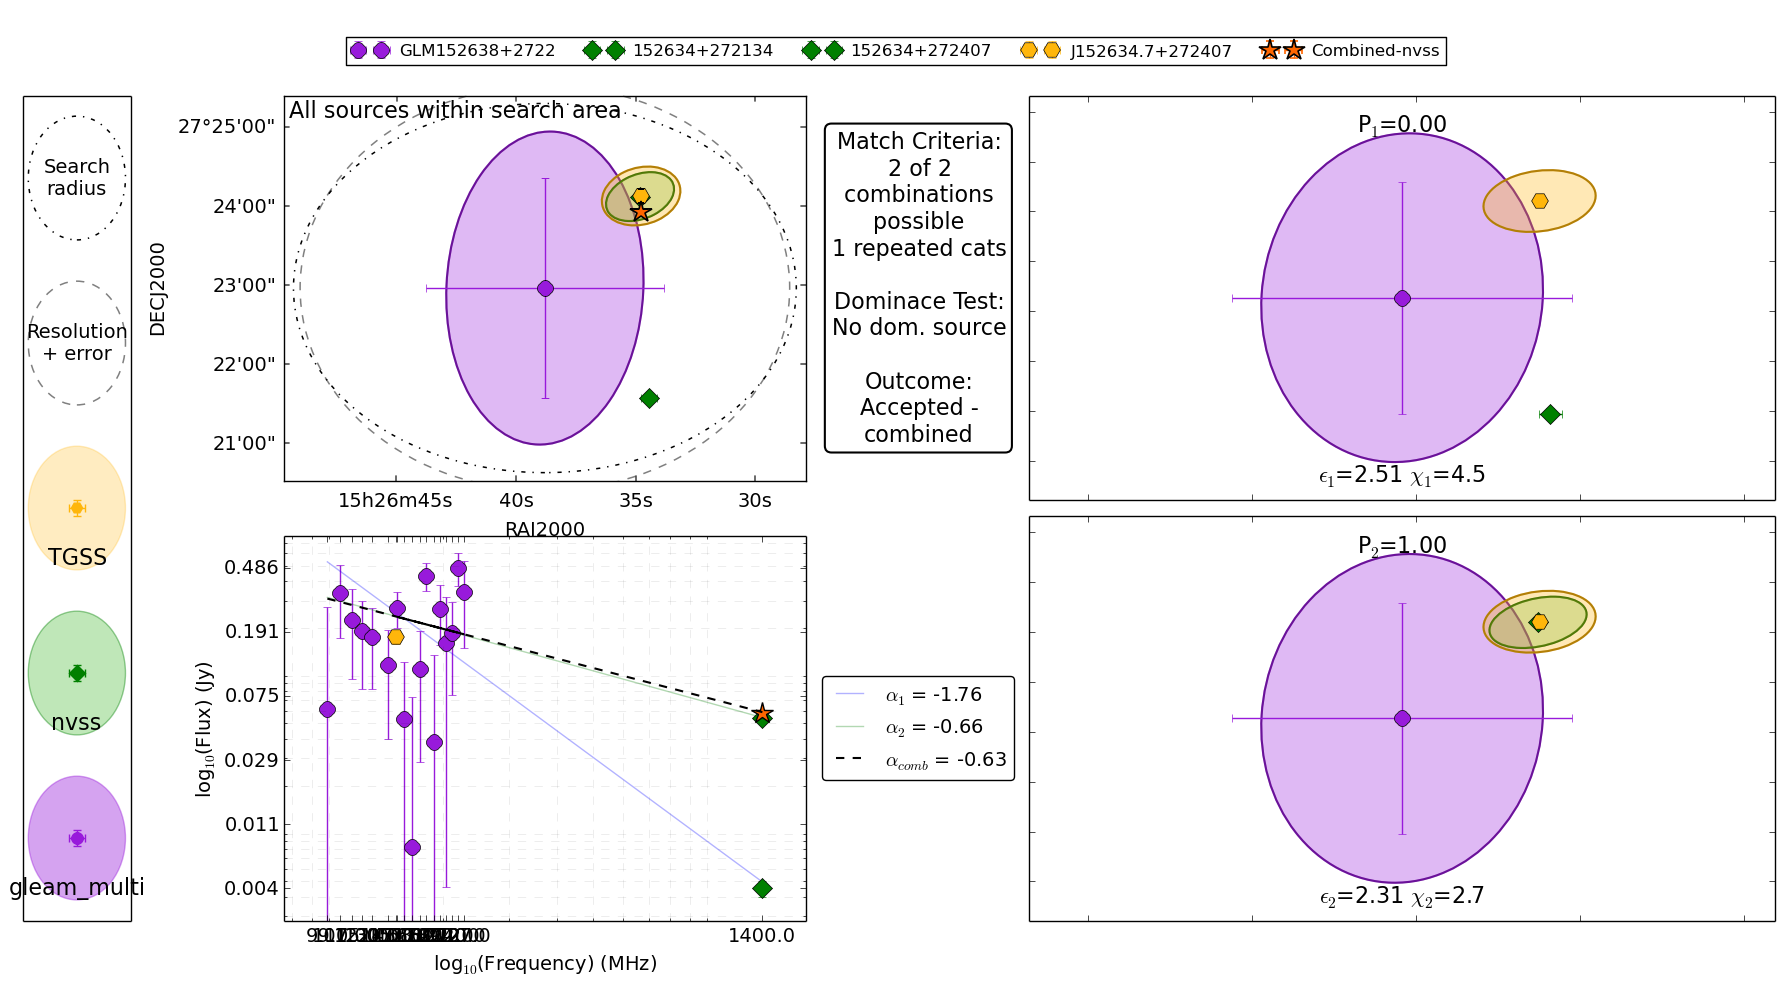 GLM152638+2722
152634+272134
152634+272407
J152634.7+272407
Combined-nvss
Search
radius
Resolution
+ error
TGSS
nvss
gleam_multi
All sources within search area
DECJ2000
27°25'00"
24'00"
23'00"
22'00"
21'00"
15h26m45s
40s
35s
30s
RAJ2000
Match Criteria:
2 of 2
combinations
possible
1 repeated cats
Dominace Test:
No dom. source
Outcome:
Accepted -
combined
P1=0.00
ϵ1=2.51 χ1=4.5
P2=1.00
ϵ2=2.31 χ2=2.7
log10(Flux) (Jy)
0.486
0.191
0.075
0.029
0.011
0.004
1400.0
log10(Frequency) (MHz)
α1 = -1.76
α2 = -0.66
αcomb = -0.63